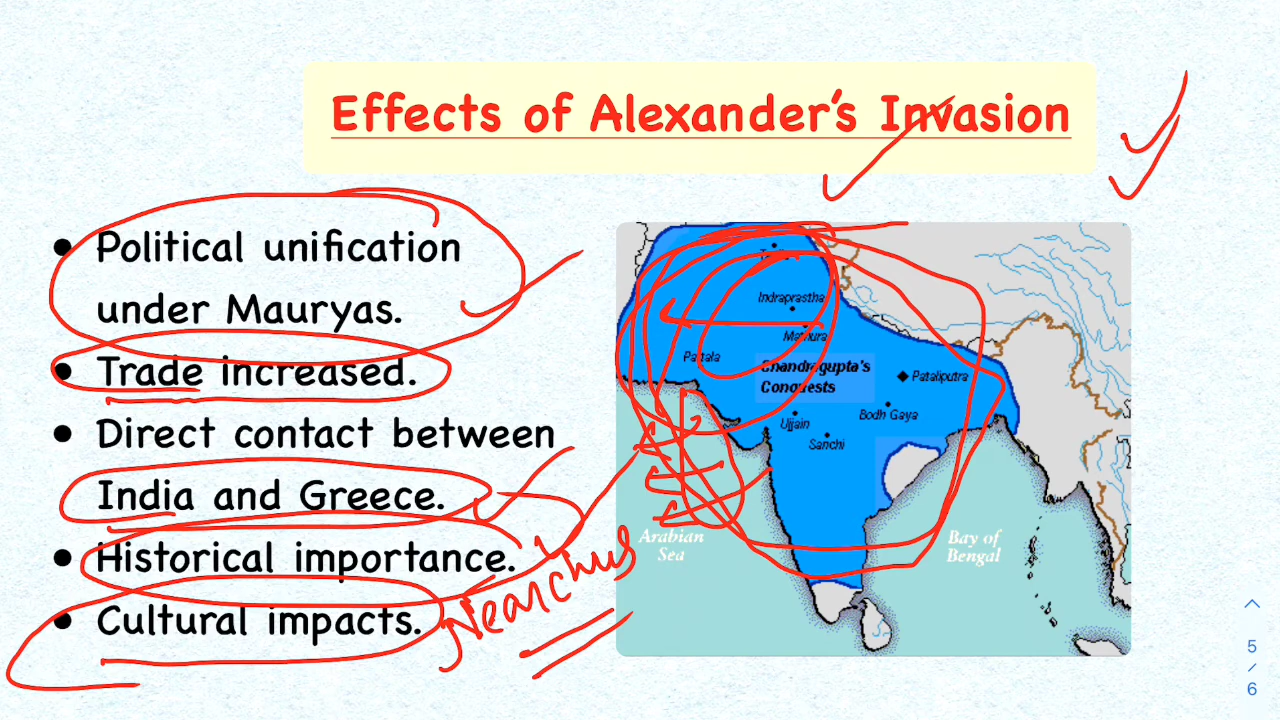 Effects of Alexander's Invasion
• Political unification
under Mauryas.
• Trade increased.
• Direct contact between
India and Greece.
• Historical importance.
• Cultural impacts.
Nearchus
Indraprastha
Mathura
Pattala
Chandragupta's
Conquests
Pataliputra
Bodh Gaya
Ujjain
Sanchi
Arabian
Sea
Bay of
Bengal
5
/
6